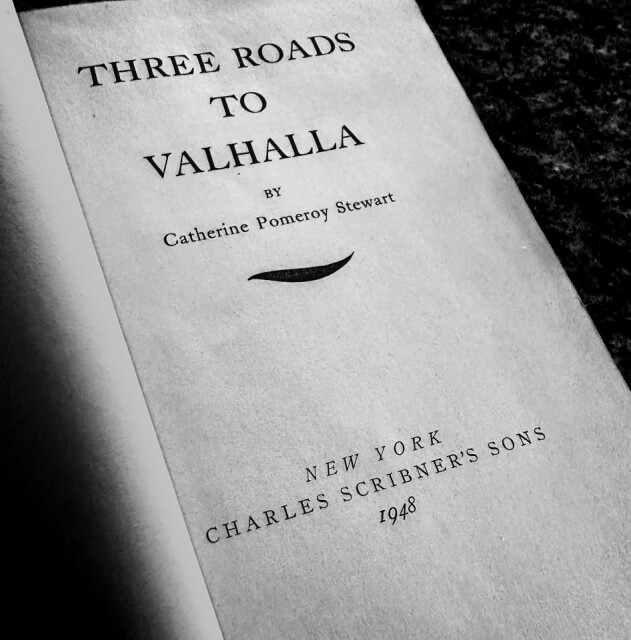 THREE ROADS
TO
VALHALLA
BY
Catherine Pomeroy Stewart
NEW YORK
CHARLES SCRIBNER'S SONS
1948